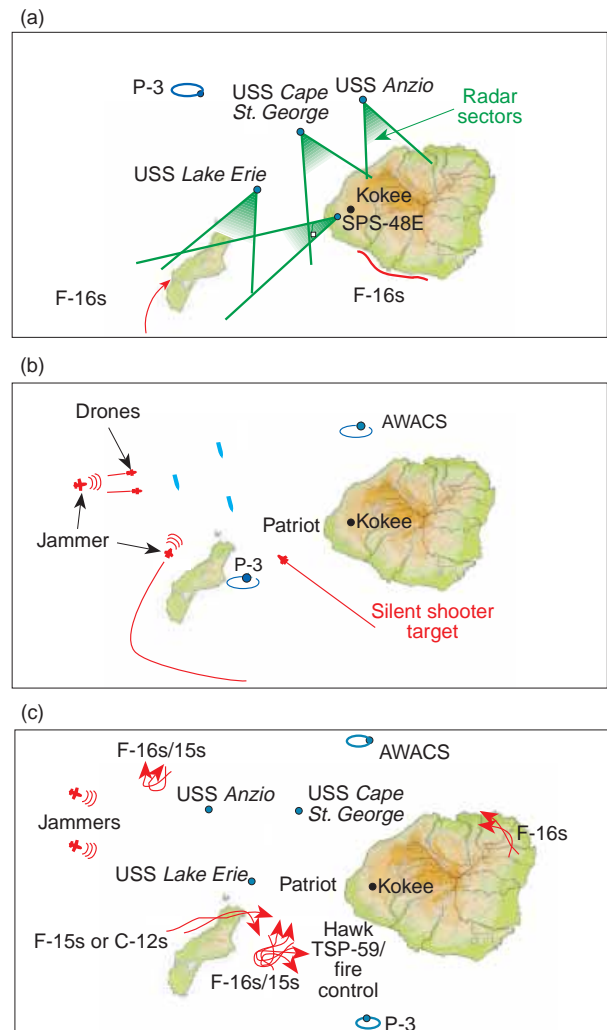 (a)
P-3
USS Cape
St. George
USS Anzio
Radar
sectors
USS Lake Erie
Kokee
SPS-48E
F-16s
F-16s
(b)
Drones
AWACS
Jammer
Patriot
Kokee
P-3
Silent shooter
target
(c)
F-16s/15s
AWACS
USS Anzio
USS Cape
St. George
Jammers
F-16s
USS Lake Erie
Patriot
Kokee
F-15s or C-12s
Hawk
TSP-59/
fire
control
F-16s/15s
P-3